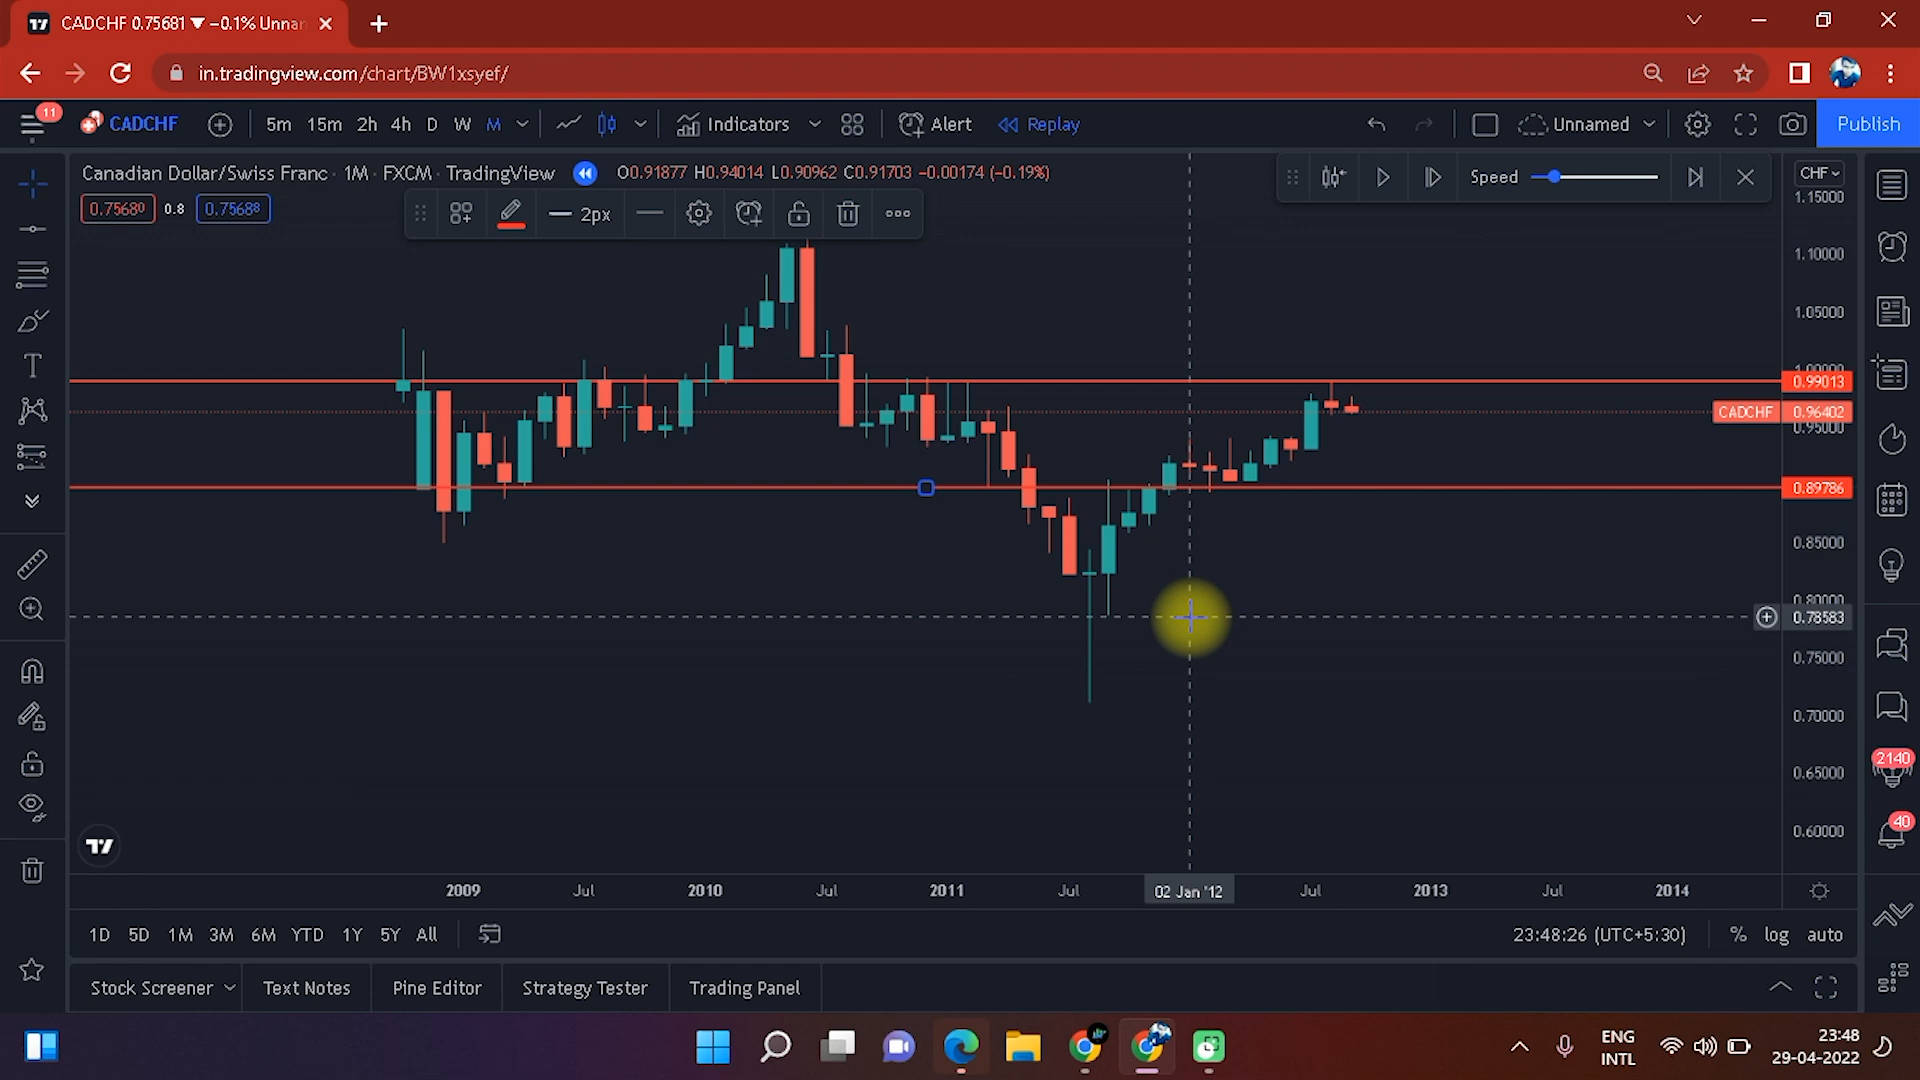 CADCHF 0.75681 ▼ −0.1% Unnan
in.tradingview.com/chart/BW1xsyef/
11
CADCHF
5m 15m 2h 4h D W M
Indicators
Alert
Replay
Unnamed
Publish
Canadian Dollar/Swiss Franc · 1M · FXCM · TradingView
O0.91877 H0.94014 L0.90962 C0.91703 −0.00174 (−0.19%)
Speed
CHF
0.75680 0.8 0.75688
2px
1.15000
1.10000
1.05000
1.00000
0.99013
CADCHF 0.96402
0.95000
0.89786
0.85000
0.80000
0.78583
0.75000
0.70000
0.65000
0.60000
2140
40
2009 Jul 2010 Jul 2011 Jul 02 Jan '12 Jul 2013 Jul 2014
1D 5D 1M 3M 6M YTD 1Y 5Y All
23:48:26 (UTC+5:30)
% log auto
Stock Screener Text Notes Pine Editor Strategy Tester Trading Panel
ENG
INTL
23:48
29-04-2022